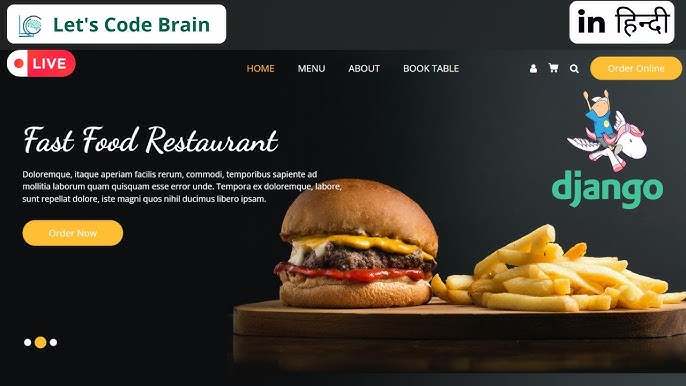 Let's Code Brain
in हिन्दी
LIVE
HOME MENU ABOUT BOOK TABLE
Order Online
Fast Food Restaurant
Doloremque, itaque aperiam facilis rerum, commodi, temporibus sapiente ad
mollitia laborum quam quisquam esse error unde. Tempora ex doloremque, labore,
sunt repellat dolore, iste magni quos nihil ducimus libero ipsam.
django
Order Now